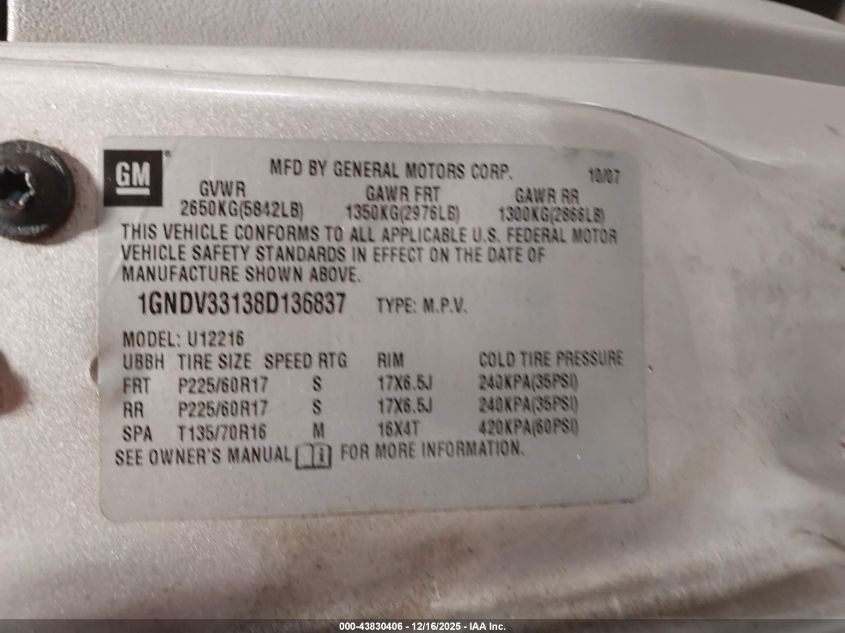 GM ® MFD BY GENERAL MOTORS CORP. 10/07
GVWR GAWR FRT GAWR RR
2650KG(5842LB) 1350KG(2976LB) 1300KG(2866LB)
THIS VEHICLE CONFORMS TO ALL APPLICABLE U.S. FEDERAL MOTOR
VEHICLE SAFETY STANDARDS IN EFFECT ON THE DATE OF
MANUFACTURE SHOWN ABOVE.
1GNDV33138D136837 TYPE: M.P.V.
MODEL: U12216
UBBH TIRE SIZE SPEED RTG RIM COLD TIRE PRESSURE
FRT P225/60R17 S 17X6.5J 240KPA(35PSI)
RR P225/60R17 S 17X6.5J 240KPA(35PSI)
SPA T135/70R16 M 16X4T 420KPA(60PSI)
SEE OWNER'S MANUAL i FOR MORE INFORMATION.
000-43830406 - 12/16/2025 - IAA Inc.